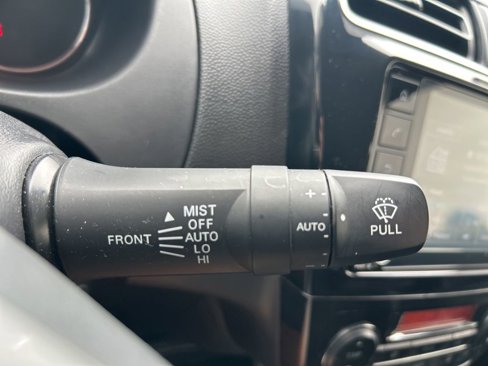 MIST
OFF
FRONT AUTO
LO
HI
+
AUTO
-
PULL